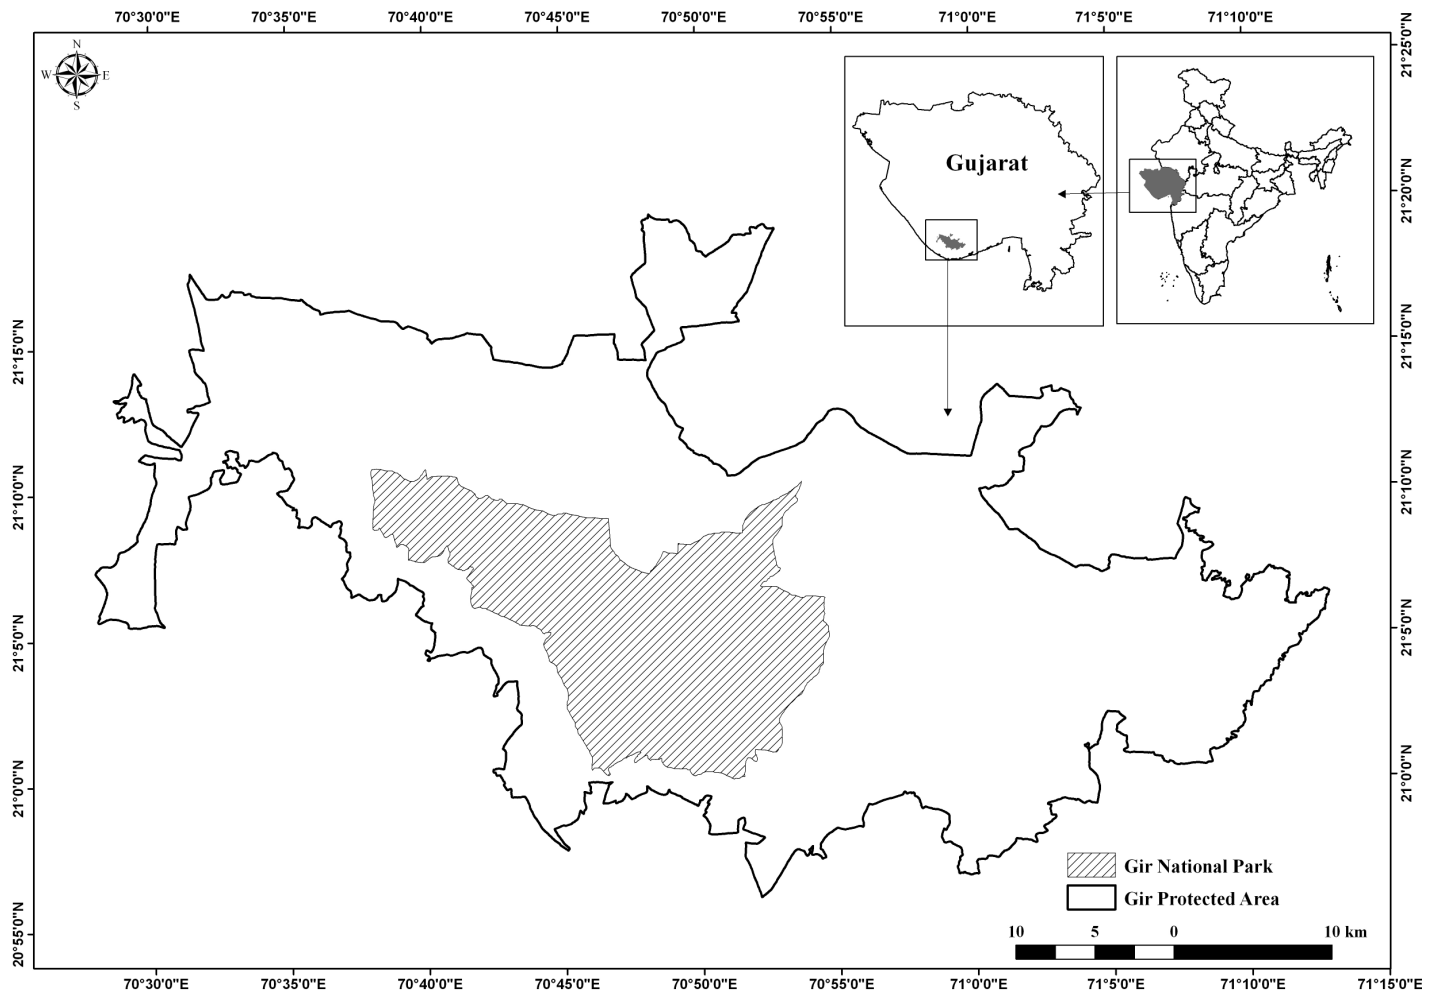 70°30'0"E 70°35'0"E 70°40'0"E 70°45'0"E 70°50'0"E 70°55'0"E 71°0'0"E 71°5'0"E 71°10'0"E
N
W E
S
Gujarat
21°25'0"N
21°20'0"N
21°15'0"N
21°10'0"N
21°5'0"N
21°0'0"N
21°15'0"N
21°10'0"N
21°5'0"N
21°0'0"N
20°55'0"N
Gir National Park
Gir Protected Area
10 5 0 10 km
70°30'0"E 70°35'0"E 70°40'0"E 70°45'0"E 70°50'0"E 70°55'0"E 71°0'0"E 71°5'0"E 71°10'0"E 71°15'0"E